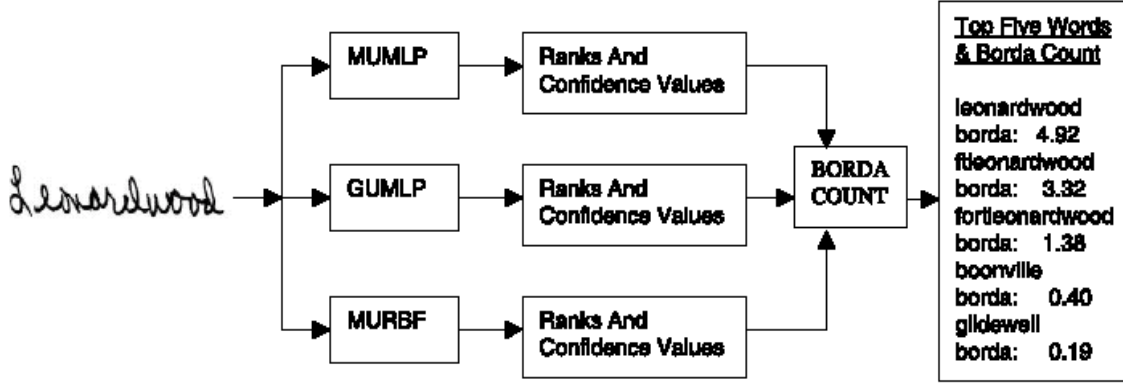 Leonardwood
MUMLP
Ranks And
Confidence Values
GUMLP
Ranks And
Confidence Values
MURBF
Ranks And
Confidence Values
BORDA
COUNT
Top Five Words
& Borda Count
leonardwood
borda: 4.92
ftleonardwood
borda: 3.32
fortleonardwood
borda: 1.38
boonville
borda: 0.40
glidewell
borda: 0.19